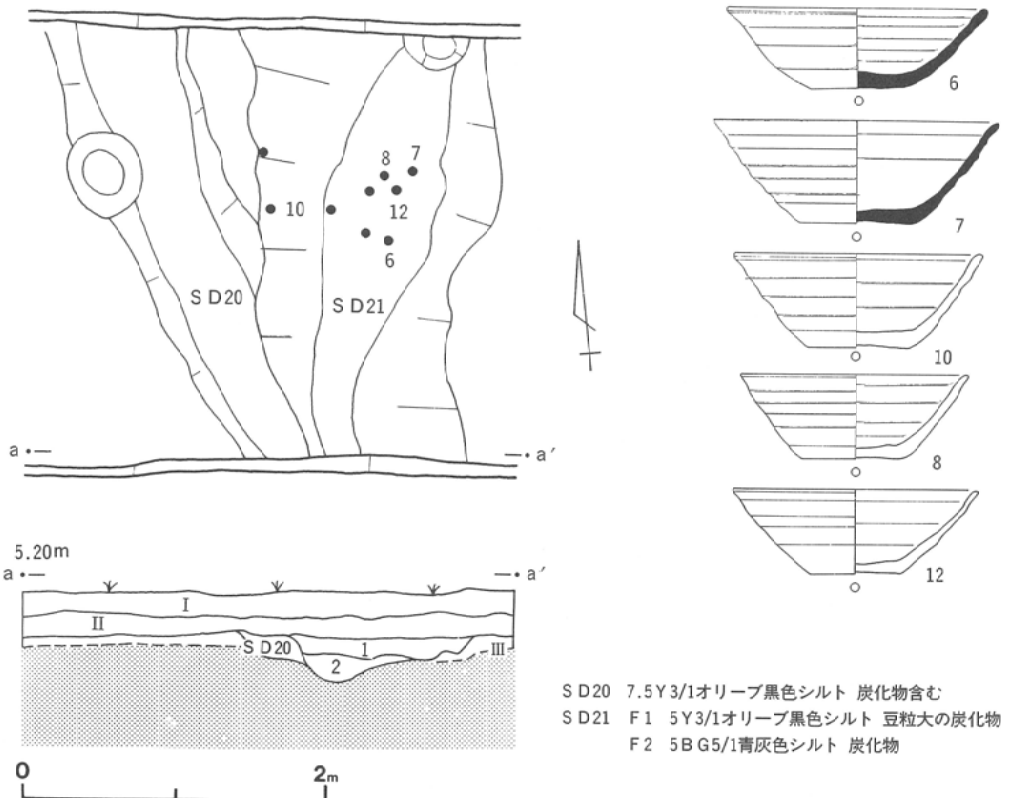 8 7
10 12
6
SD20 SD21
a a′
5.20m
a a′
I
II
SD20 1 III
2
0 2m
6
7
10
8
12
SD20 7.5Y3/1オリーブ黒色シルト 炭化物含む
SD21 F1 5Y3/1オリーブ黒色シルト 豆粒大の炭化物
F2 5BG5/1青灰色シルト 炭化物